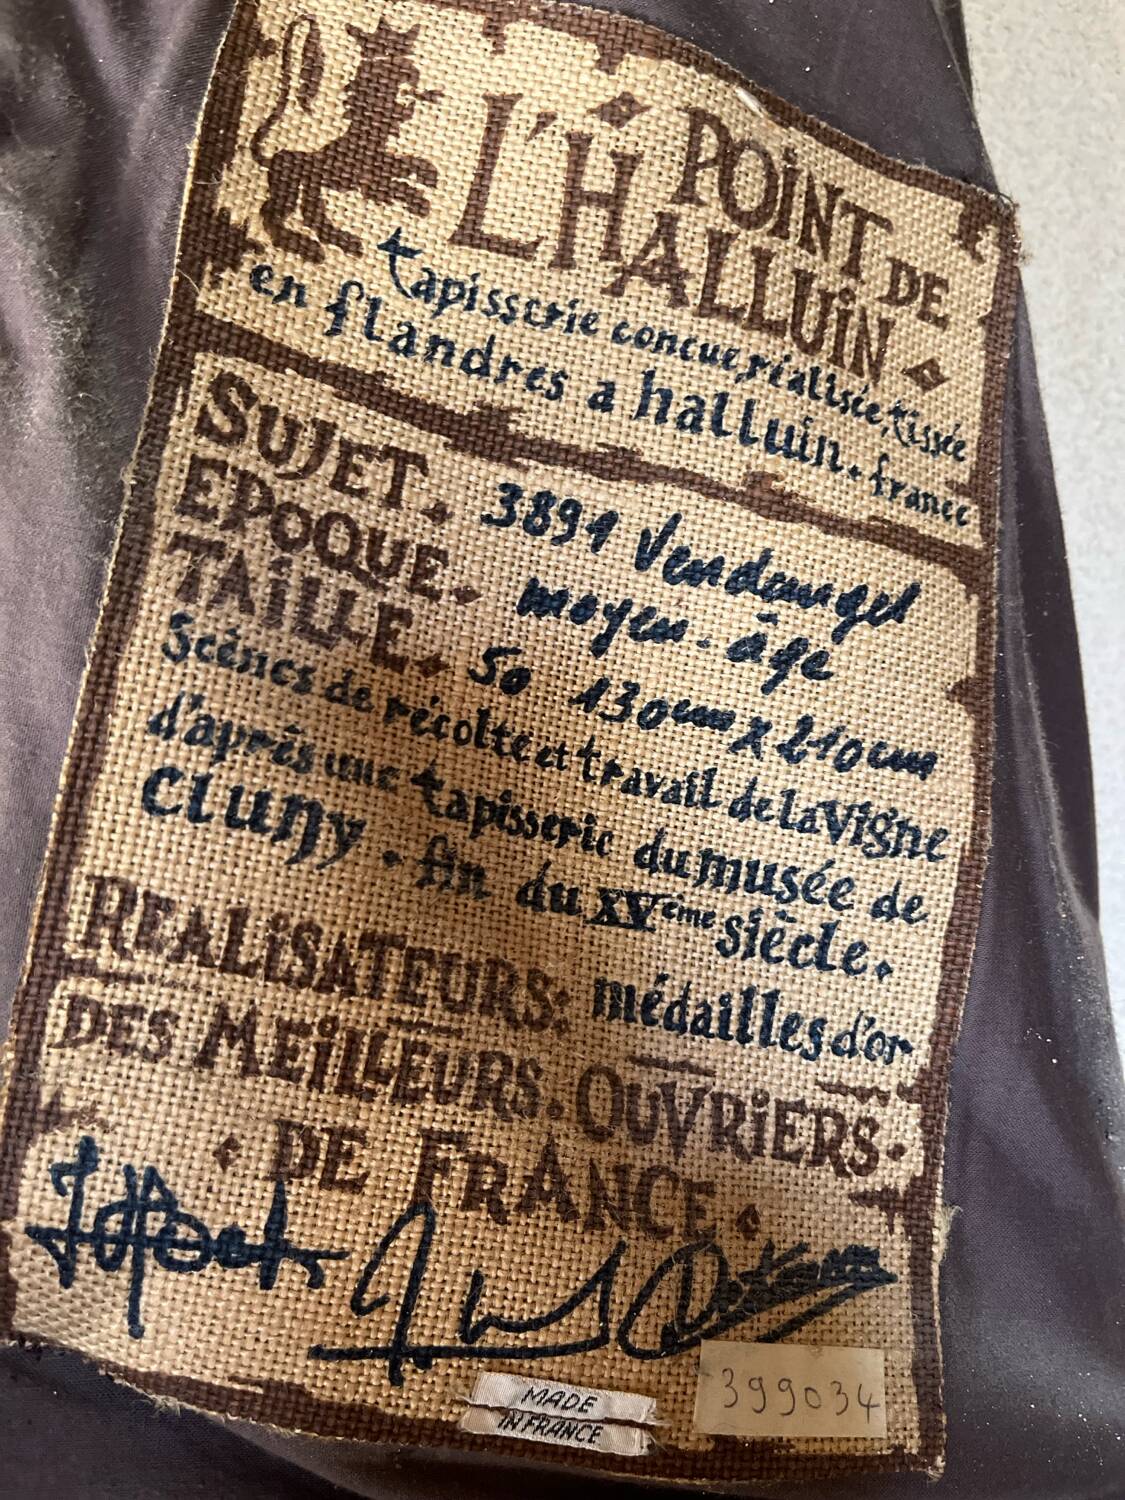 POINT DE
L'HALLUIN
tapisserie concue, réalisée, tissée
en flandres a halluin. france
SUJET. 3891 Vendanges
EPOQUE. moyen-âge
TAILLE. 50 130cm x 210cm
Scènes de récolte et travail de la vigne
d'après une tapisserie du musée de
Cluny. fin du XVème siècle.
REALISATEURS: médailles d'or
DES MEILLEURS. OUVRIERS.
DE FRANCE.
MADE
IN FRANCE
399034